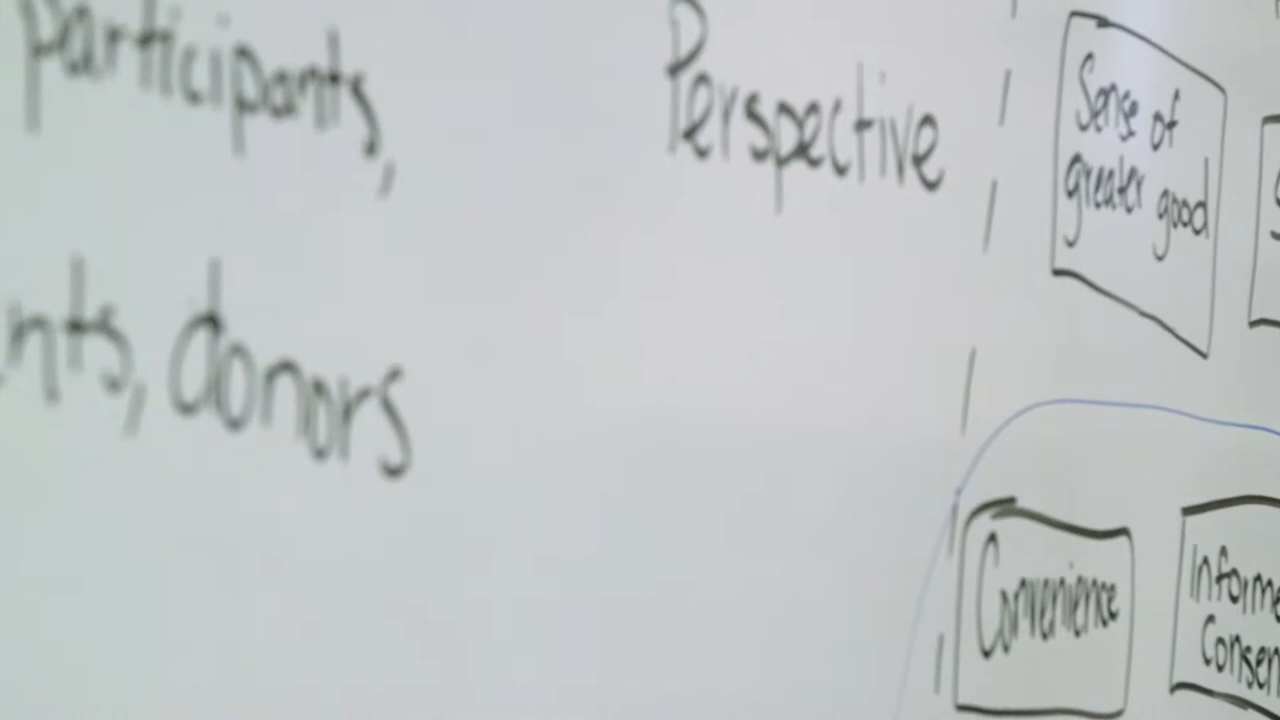 participants,
nts, donors
Perspective
Sense of
greater good
Convenience
Informe
Consen